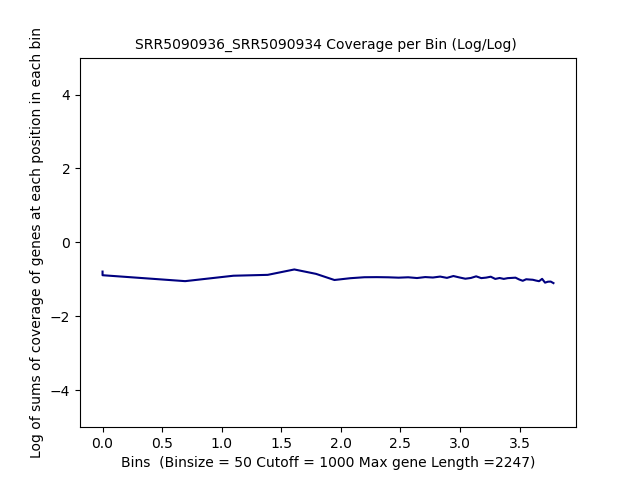 SRR5090936_SRR5090934 Coverage per Bin (Log/Log)
Log of sums of coverage of genes at each position in each bin
4
2
0
−2
−4
0.0 0.5 1.0 1.5 2.0 2.5 3.0 3.5
Bins  (Binsize = 50 Cutoff = 1000 Max gene Length =2247)